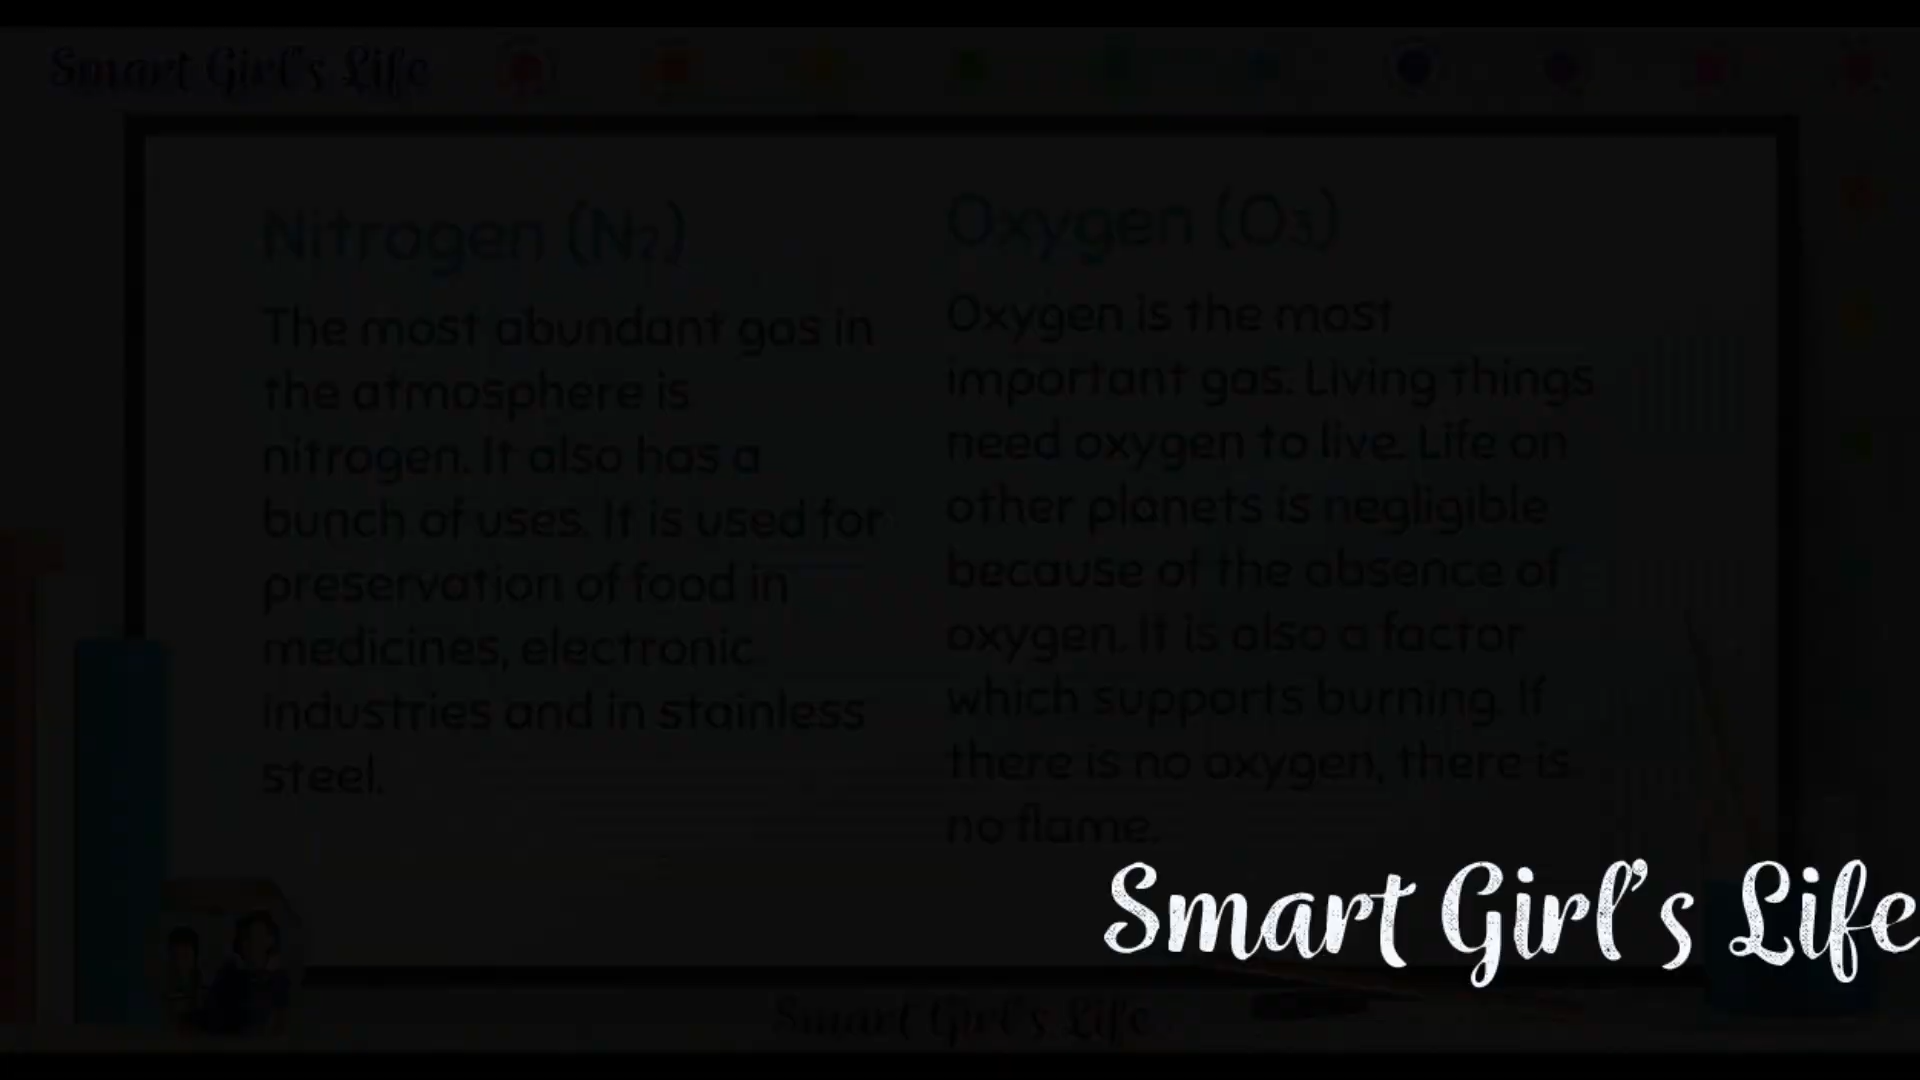 Smart Girl's Life
Nitrogen (N2)
The most abundant gas in
the atmosphere is
nitrogen. It also has a
bunch of uses. It is used for
preservation of food in
medicines, electronic
industries and in stainless
steel.
Oxygen (O3)
Oxygen is the most
important gas. Living things
need oxygen to live. Life on
other planets is negligible
because of the absence of
oxygen. It is also a factor
which supports burning. If
there is no oxygen, there is
no flame.
Smart Girl's Life
Smart Girl's Life